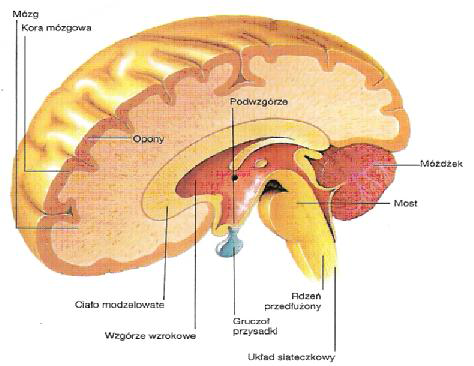 Mózg
Kora mózgowa
Podwzgórze
Opony
Móżdżek
Most
Ciało modzelowate
Rdzeń
przedłużony
Gruczoł
przysadki
Wzgórze wzrokowe
Układ siateczkowy